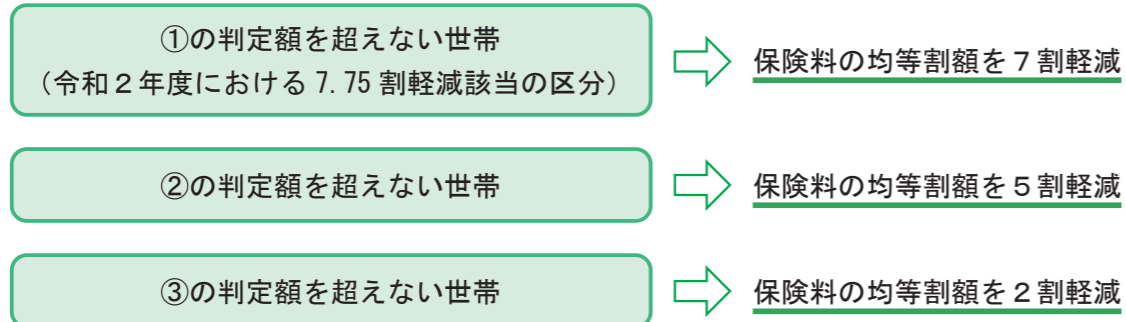 ①の判定額を超えない世帯
(令和2年度における 7.75 割軽減該当の区分)
保険料の均等割額を7割軽減
②の判定額を超えない世帯
保険料の均等割額を5割軽減
③の判定額を超えない世帯
保険料の均等割額を2割軽減